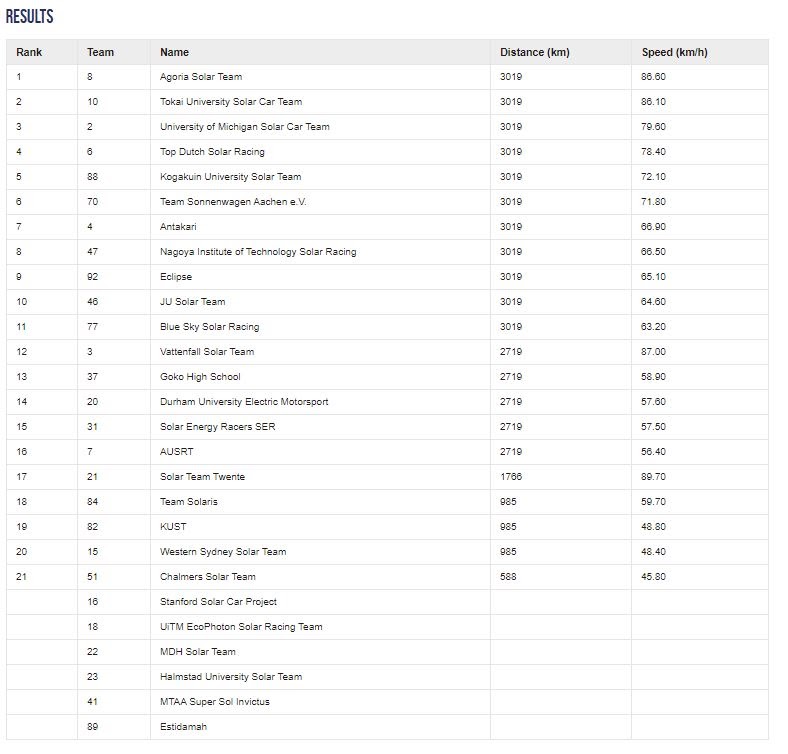 RESULTS
Rank Team Name Distance (km) Speed (km/h)
1 8 Agoria Solar Team 3019 86.60
2 10 Tokai University Solar Car Team 3019 86.10
3 2 University of Michigan Solar Car Team 3019 79.60
4 6 Top Dutch Solar Racing 3019 78.40
5 88 Kogakuin University Solar Team 3019 72.10
6 70 Team Sonnenwagen Aachen e.V. 3019 71.80
7 4 Antakari 3019 66.90
8 47 Nagoya Institute of Technology Solar Racing 3019 66.50
9 92 Eclipse 3019 65.10
10 46 JU Solar Team 3019 64.60
11 77 Blue Sky Solar Racing 3019 63.20
12 3 Vattenfall Solar Team 2719 87.00
13 37 Goko High School 2719 58.90
14 20 Durham University Electric Motorsport 2719 57.60
15 31 Solar Energy Racers SER 2719 57.50
16 7 AUSRT 2719 56.40
17 21 Solar Team Twente 1766 89.70
18 84 Team Solaris 985 59.70
19 82 KUST 985 48.80
20 15 Western Sydney Solar Team 985 48.40
21 51 Chalmers Solar Team 588 45.80
16 Stanford Solar Car Project
18 UiTM EcoPhoton Solar Racing Team
22 MDH Solar Team
23 Halmstad University Solar Team
41 MTAA Super Sol Invictus
89 Estidamah